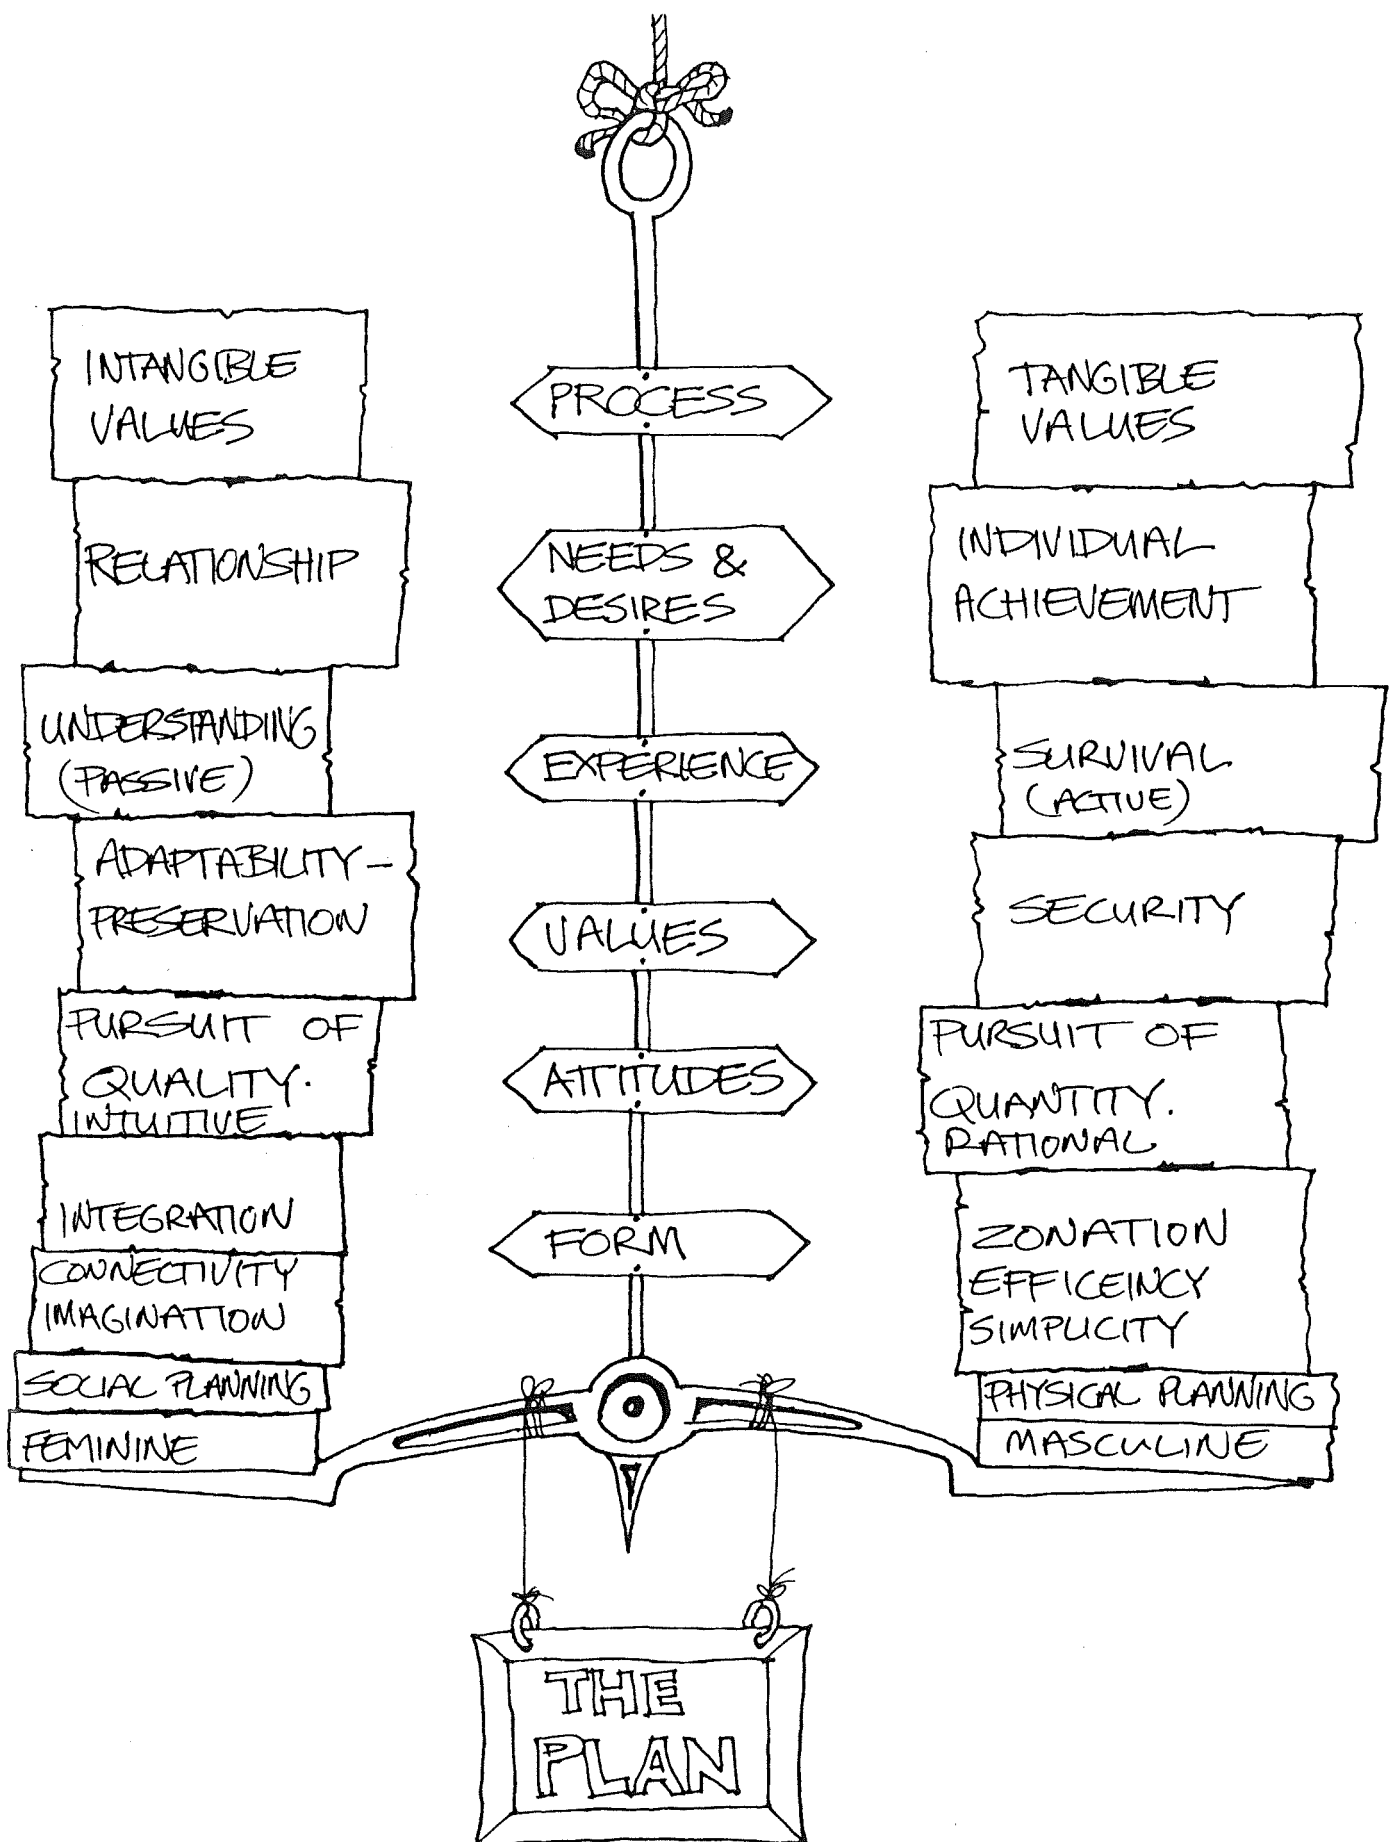 INTANGIBLE
VALUES
RELATIONSHIP
UNDERSTANDING
(PASSIVE)
ADAPTABILITY-
PRESERVATION
PURSUIT OF
QUALITY.
INTUITIVE
INTEGRATION
CONNECTIVITY
IMAGINATION
SOCIAL PLANNING
FEMININE
PROCESS
NEEDS &
DESIRES
EXPERIENCE
VALUES
ATTITUDES
FORM
TANGIBLE
VALUES
INDIVIDUAL
ACHIEVEMENT
SURVIVAL
(ACTIVE)
SECURITY
PURSUIT OF
QUANTITY.
RATIONAL
ZONATION
EFFICEINCY
SIMPLICITY
PHYSICAL PLANNING
MASCULINE
THE
PLAN